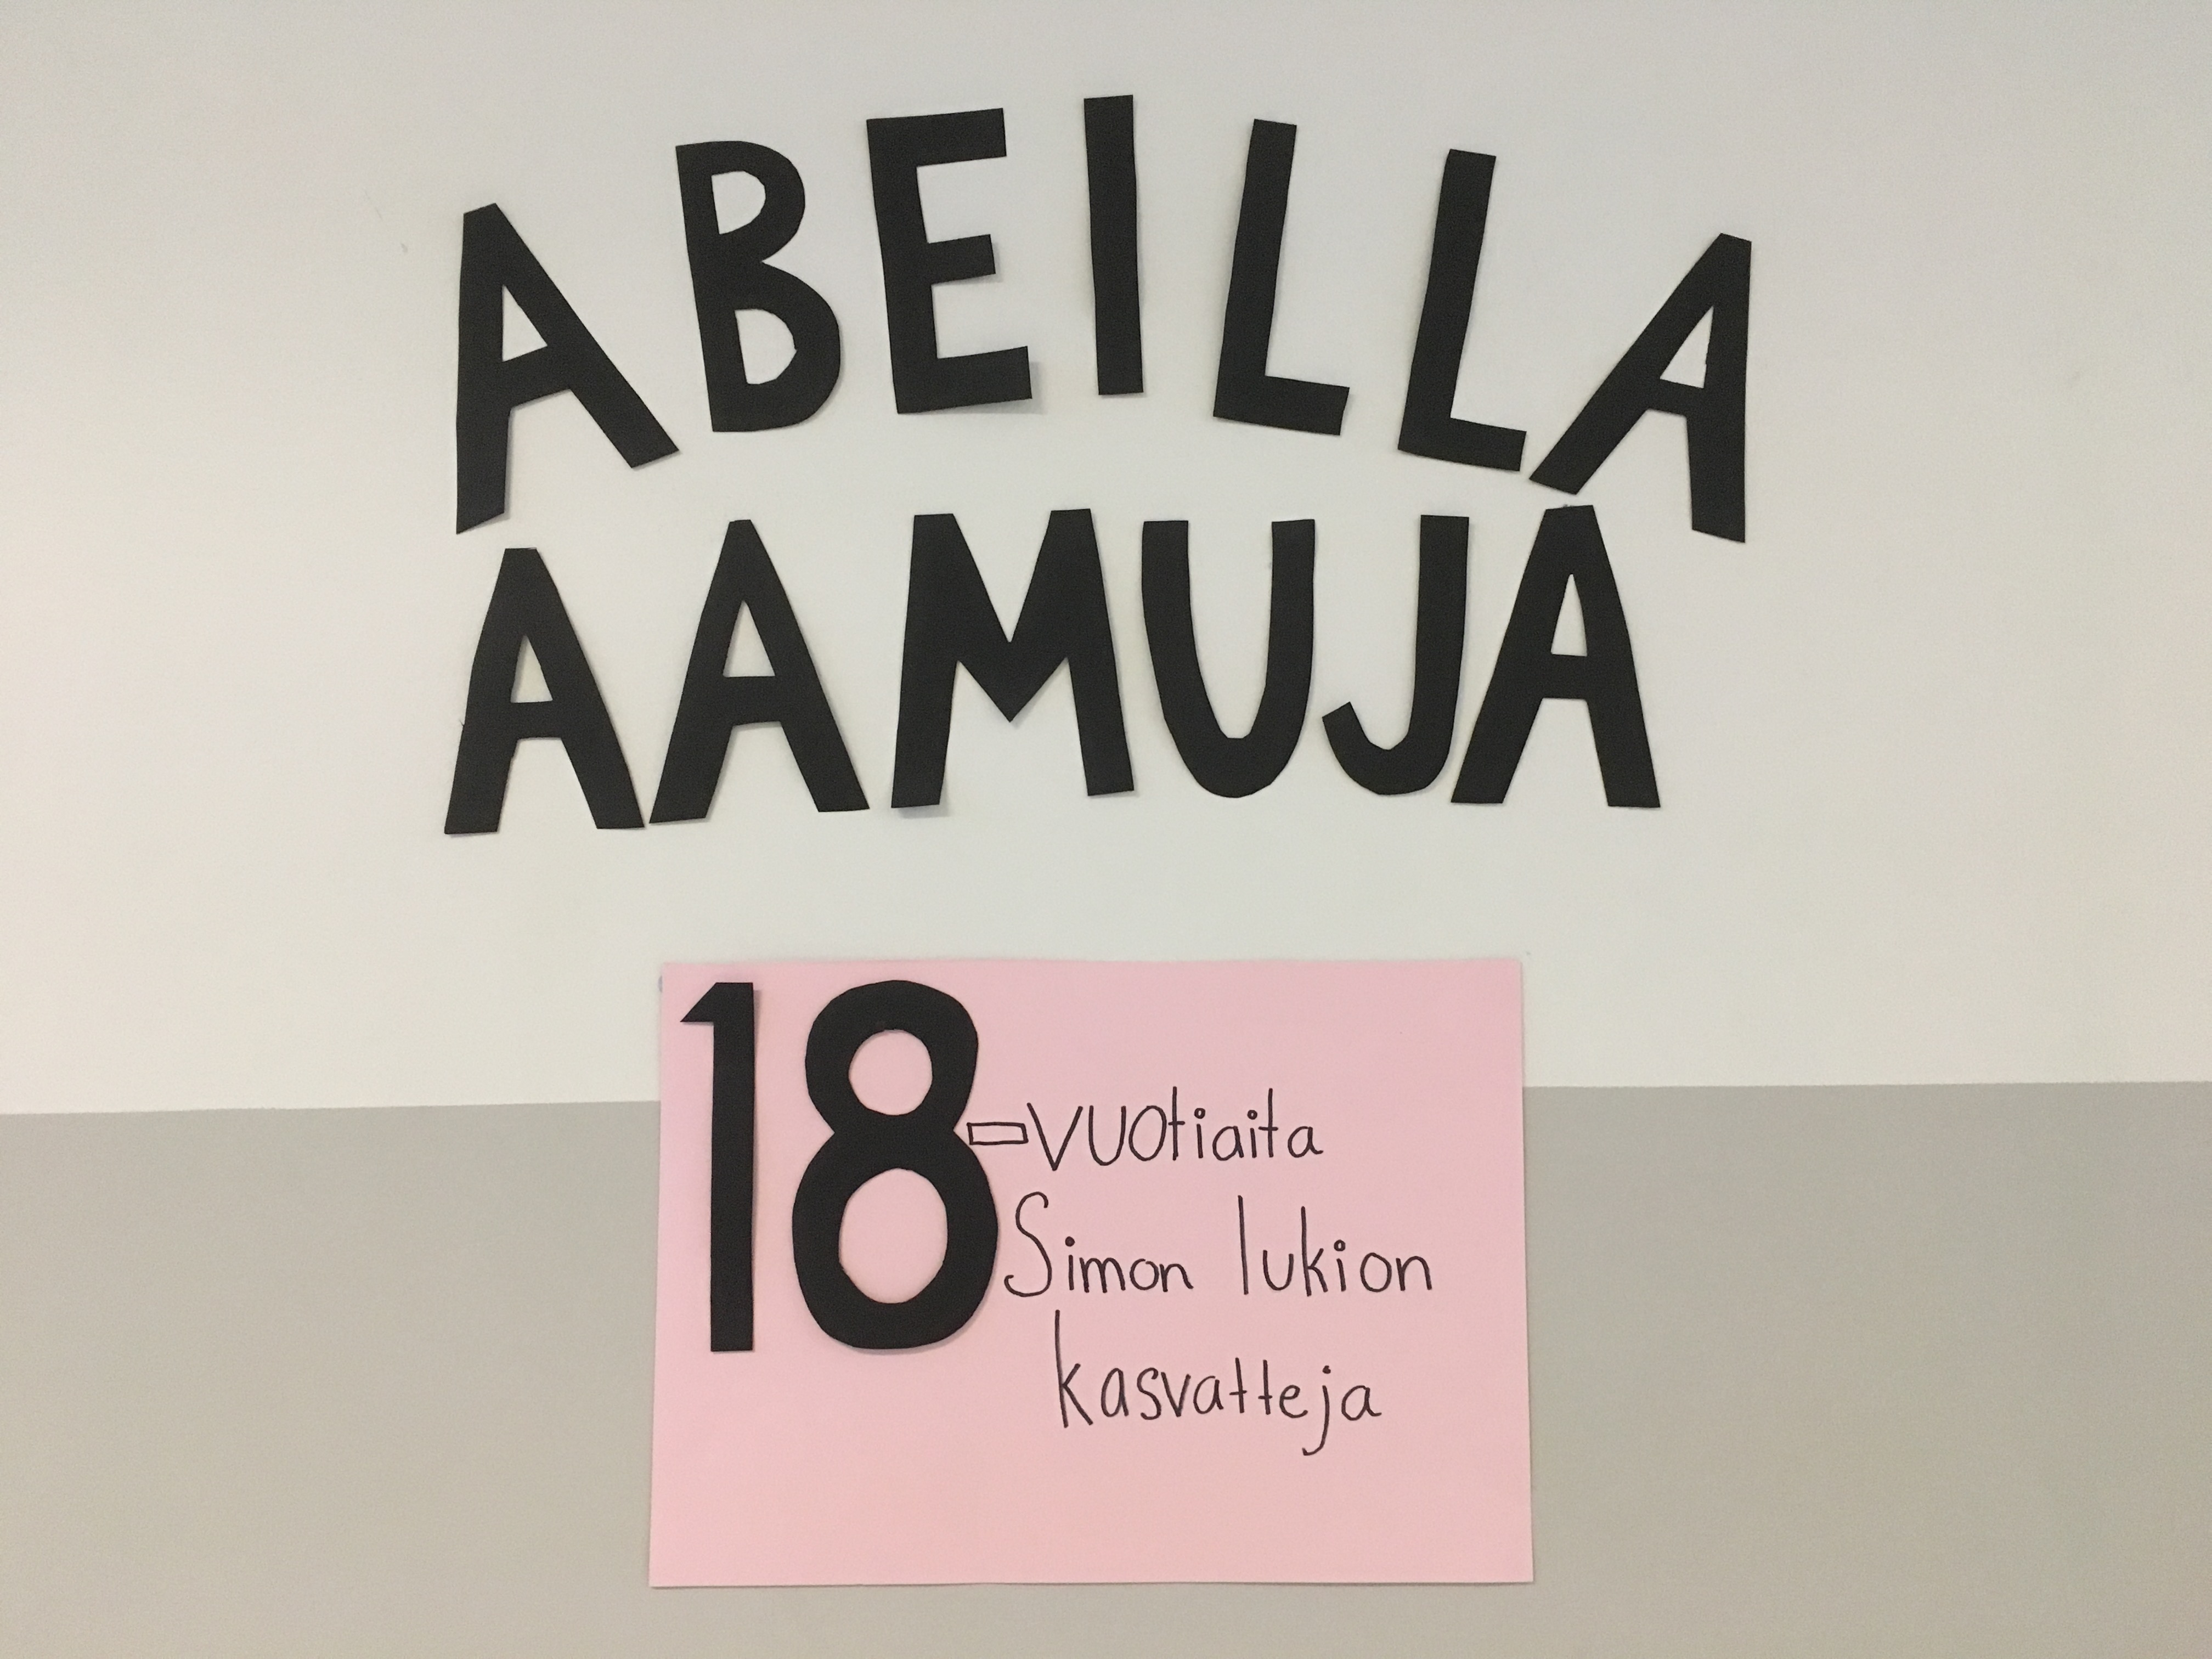 ABEILLA
AAMUJA
18-vuotiaita
Simon lukion
kasvatteja